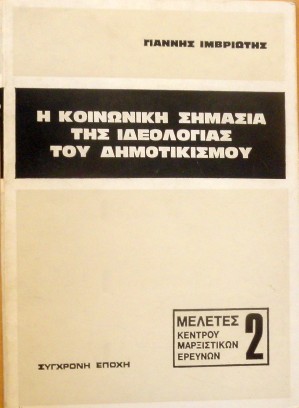 ΓΙΑΝΝΗΣ ΙΜΒΡΙΩΤΗΣ
Η ΚΟΙΝΩΝΙΚΗ ΣΗΜΑΣΙΑ
ΤΗΣ ΙΔΕΟΛΟΓΙΑΣ
ΤΟΥ ΔΗΜΟΤΙΚΙΣΜΟΥ
ΜΕΛΕΤΕΣ 2
ΚΕΝΤΡΟΥ
ΜΑΡΞΙΣΤΙΚΩΝ
ΕΡΕΥΝΩΝ
ΣΥΓΧΡΟΝΗ ΕΠΟΧΗ